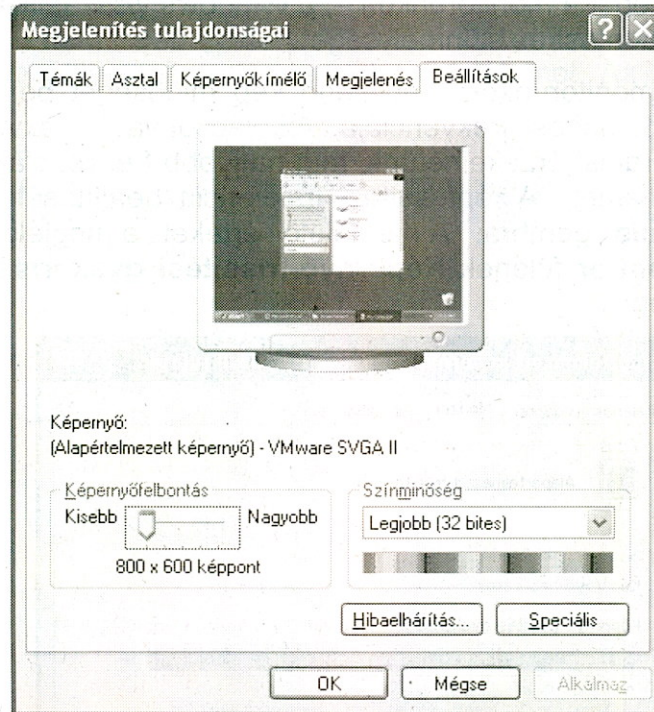 Megjelenítés tulajdonságai
Témák Asztal Képernyőkímélő Megjelenés Beállítások
Képernyő:
(Alapértelmezett képernyő) - VMware SVGA II
Képernyőfelbontás
Kisebb Nagyobb
800 x 600 képpont
Színminőség
Legjobb (32 bites)
Hibaelhárítás... Speciális
OK Mégse Alkalmaz